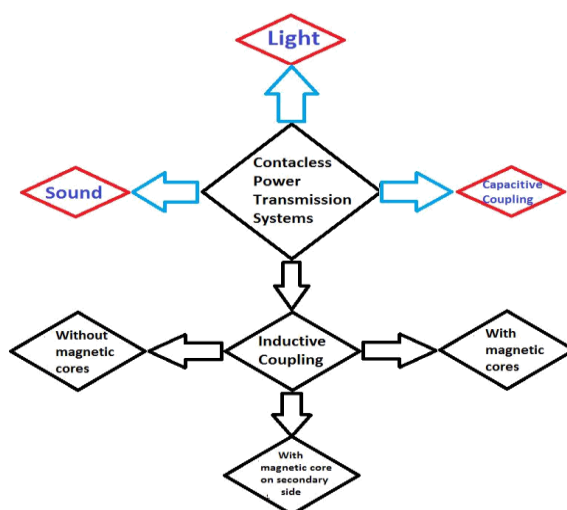 Light
Contacless
Power
Transmission
Systems
Sound
Capacitive
Coupling
Inductive
Coupling
Without
magnetic
cores
With
magnetic
cores
With
magnetic core
on secondary
side